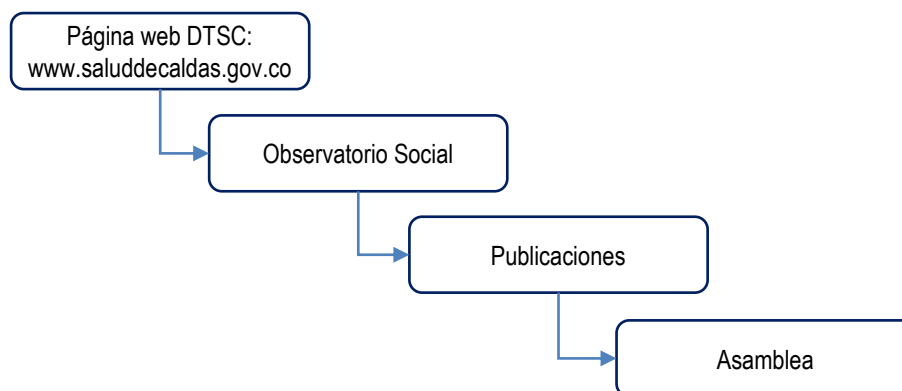 Página web DTSC:
www.saluddecaldas.gov.co
Observatorio Social
Publicaciones
Asamblea